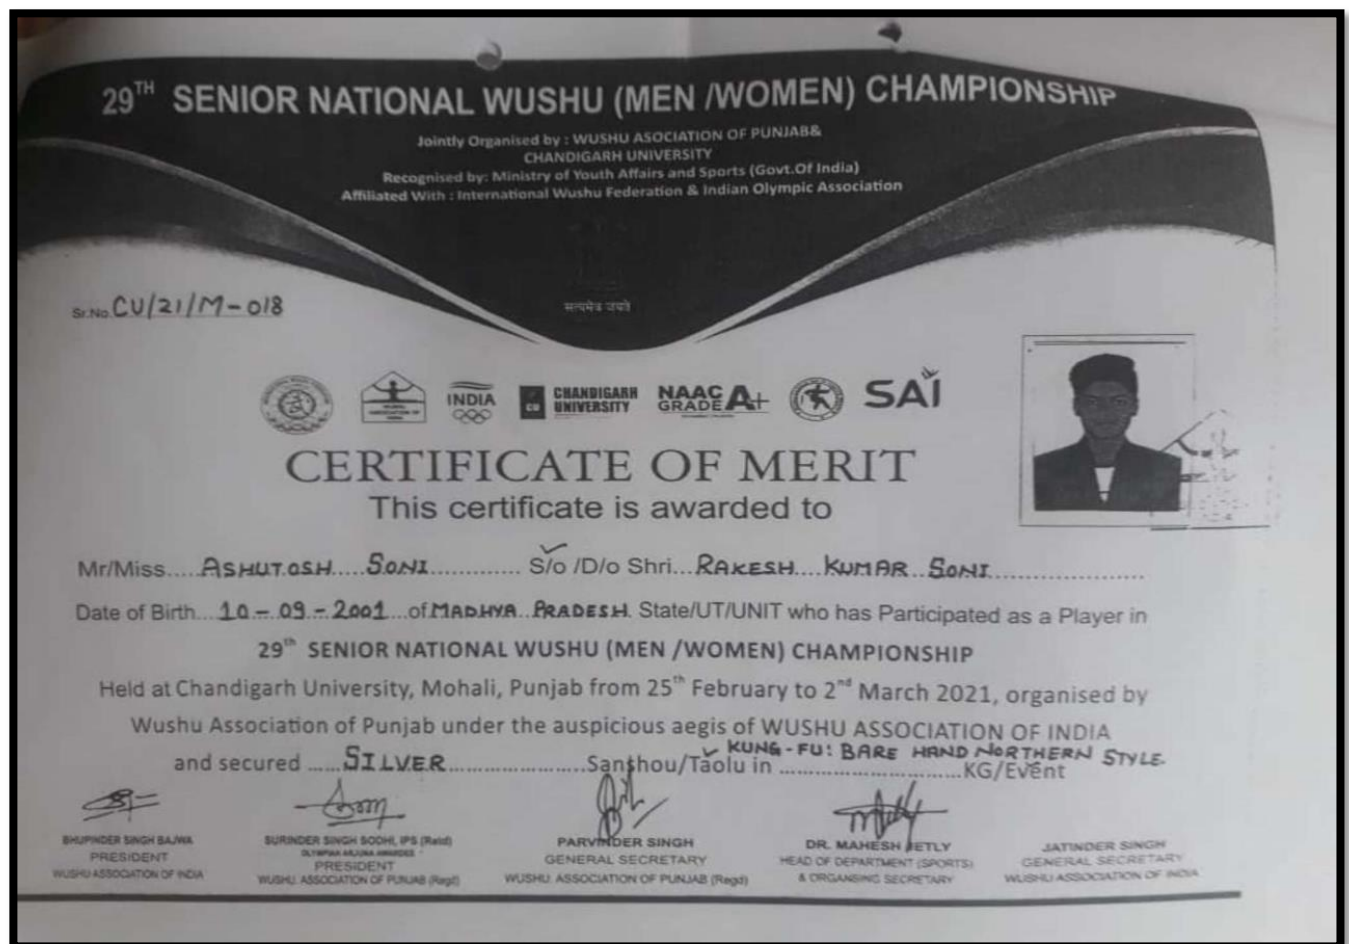 29TH SENIOR NATIONAL WUSHU (MEN /WOMEN) CHAMPIONSHIP
Jointly Organised by : WUSHU ASOCIATION OF PUNJAB&
CHANDIGARH UNIVERSITY
Recognised by: Ministry of Youth Affairs and Sports (Govt.Of India)
Affiliated With : International Wushu Federation & Indian Olympic Association
सत्यमेव जयते
Sr.No. CU/21/M-018
INDIA
CU CHANDIGARH UNIVERSITY
NAAC GRADE A+
SAI
CERTIFICATE OF MERIT
This certificate is awarded to
Mr/Miss.....ASHUTOSH.....SONI............. S/o /D/o Shri...RAKESH....KUMAR..SONI.......................
Date of Birth...10-09-2001...of MADHYA..PRADESH. State/UT/UNIT who has Participated as a Player in
29th SENIOR NATIONAL WUSHU (MEN /WOMEN) CHAMPIONSHIP
Held at Chandigarh University, Mohali, Punjab from 25th February to 2nd March 2021, organised by
Wushu Association of Punjab under the auspicious aegis of WUSHU ASSOCIATION OF INDIA
and secured ......SILVER.....................Sanshou/Taolu in KUNG-FU: BARE HAND NORTHERN STYLE. ............................KG/Event
BHUPINDER SINGH BAJWA
PRESIDENT
WUSHU ASSOCIATION OF INDIA
SURINDER SINGH SODHI, IPS (Retd)
PRESIDENT
WUSHU ASSOCIATION OF PUNJAB (Regd)
PARVINDER SINGH
GENERAL SECRETARY
WUSHU ASSOCIATION OF PUNJAB (Regd)
DR. MAHESH JETLY
HEAD OF DEPARTMENT (SPORTS)
& ORGANSING SECRETARY
JATINDER SINGH
GENERAL SECRETARY
WUSHU ASSOCIATION OF INDIA